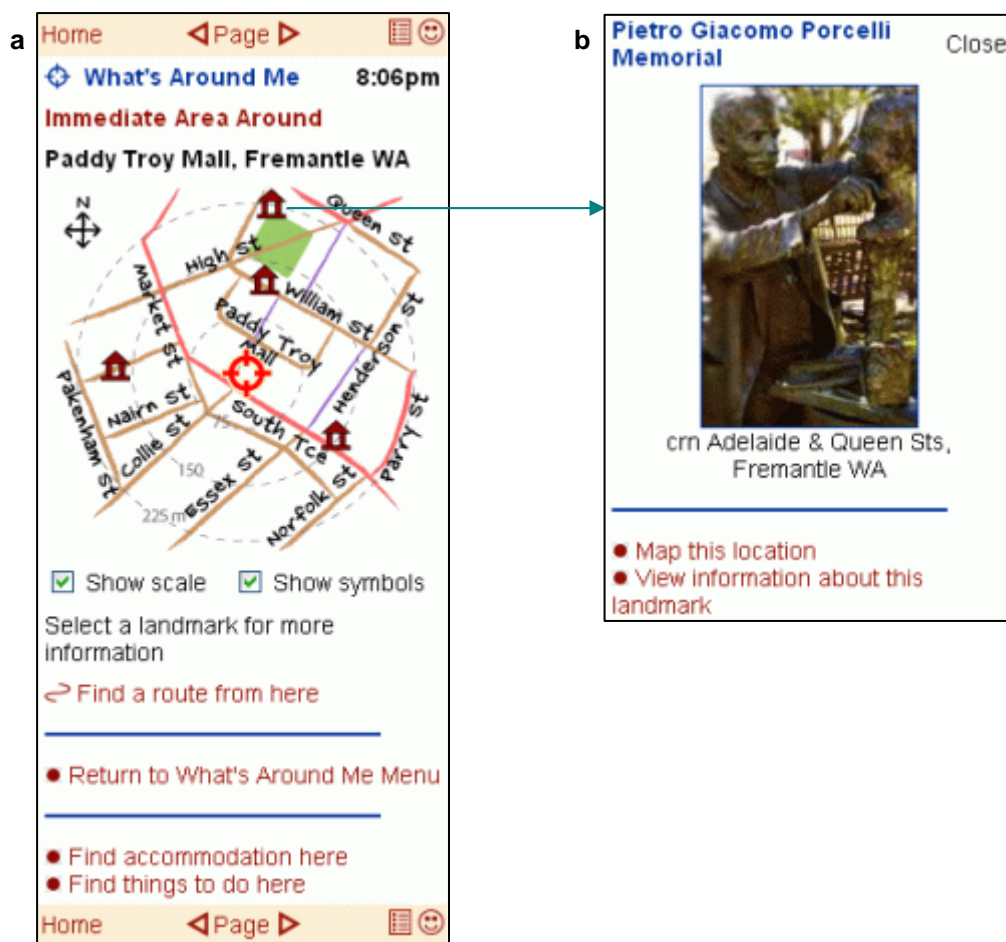 a
Home Page
What's Around Me 8:06pm
Immediate Area Around
Paddy Troy Mall, Fremantle WA
N
Queen St
High St
Market St
William St
Paddy Troy
Mall
Henderson St
Nairn St
Pakenham St
Collie St
South Tce
Parry St
75
150
225 m
Essex St
Norfolk St
Show scale Show symbols
Select a landmark for more
information
Find a route from here
Return to What's Around Me Menu
Find accommodation here
Find things to do here
Home Page
b
Pietro Giacomo Porcelli
Memorial
Close
crn Adelaide & Queen Sts,
Fremantle WA
Map this location
View information about this
landmark